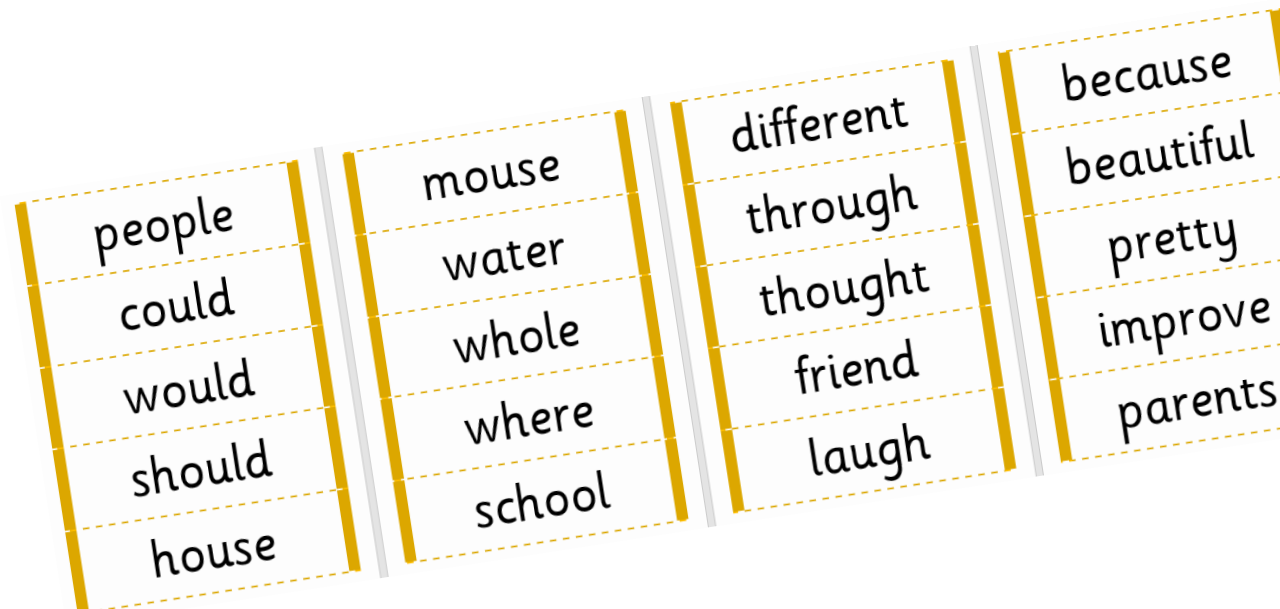 people
could
would
should
house
mouse
water
whole
where
school
different
through
thought
friend
laugh
because
beautiful
pretty
improve
parents